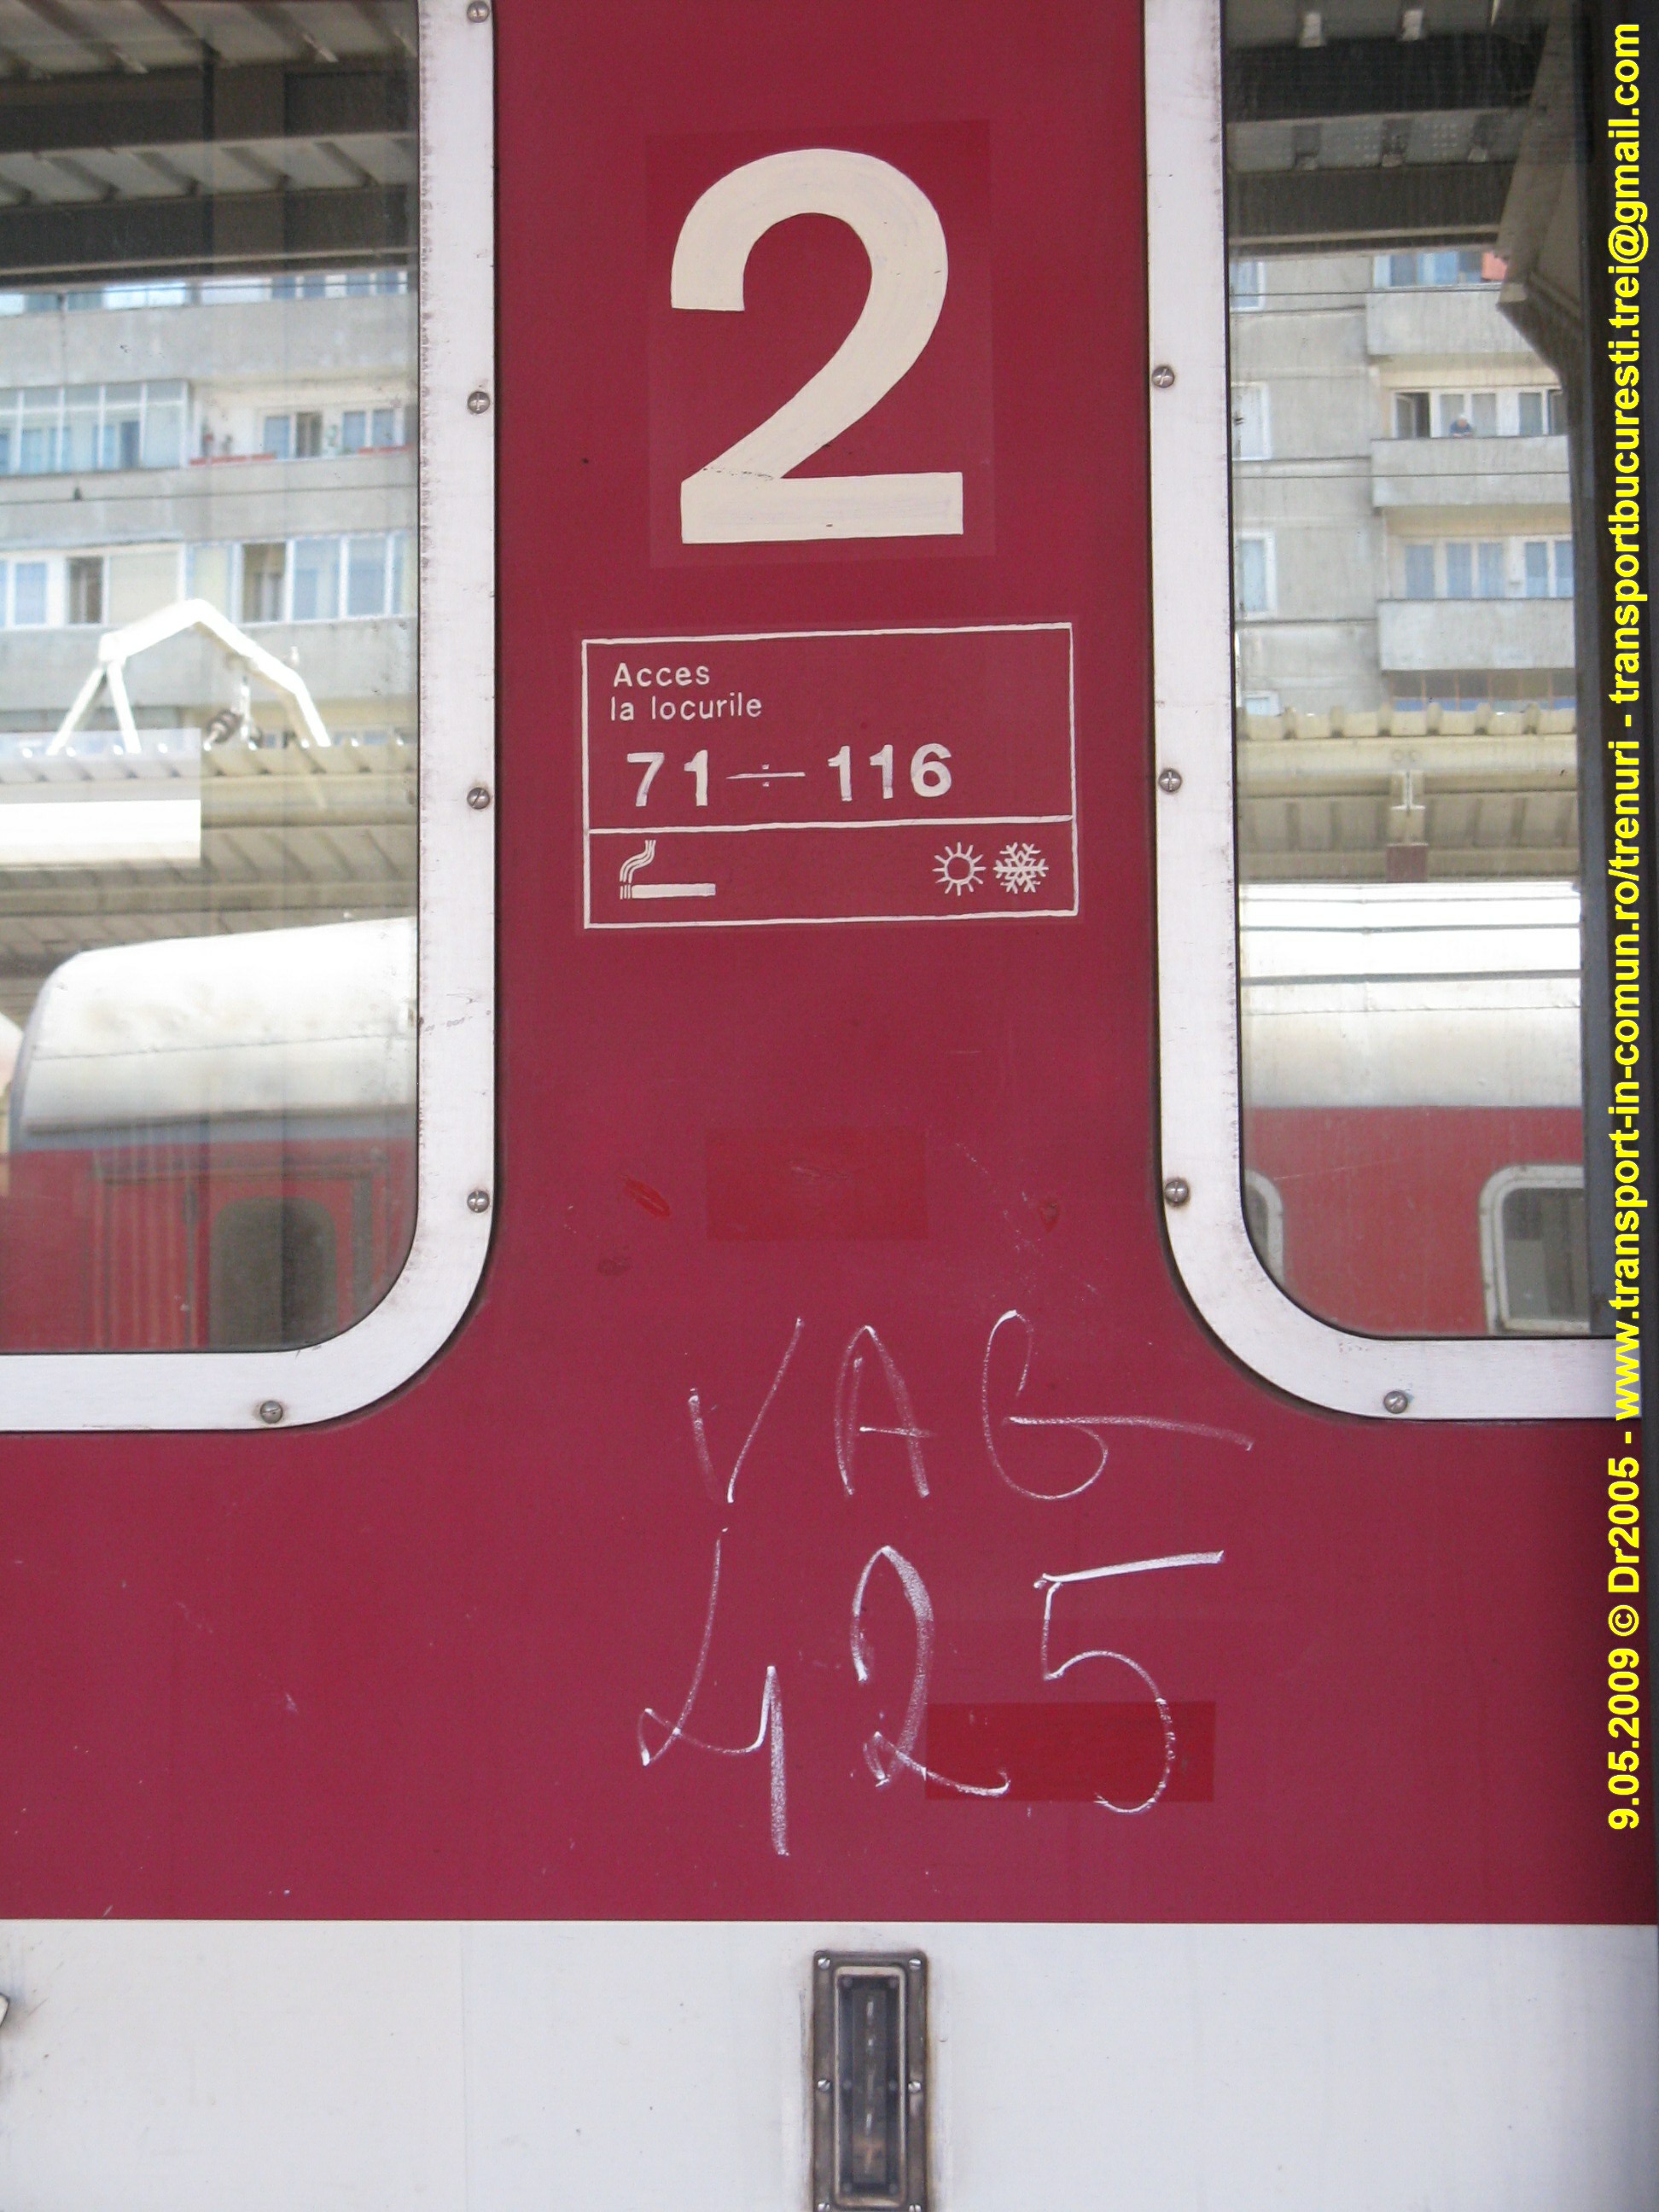 2
Acces
la locurile
71÷116
VAG
425
9.05.2009 © Dr2005 - www.transport-in-comun.ro/trenuri - transportbucuresti.trei@gmail.com